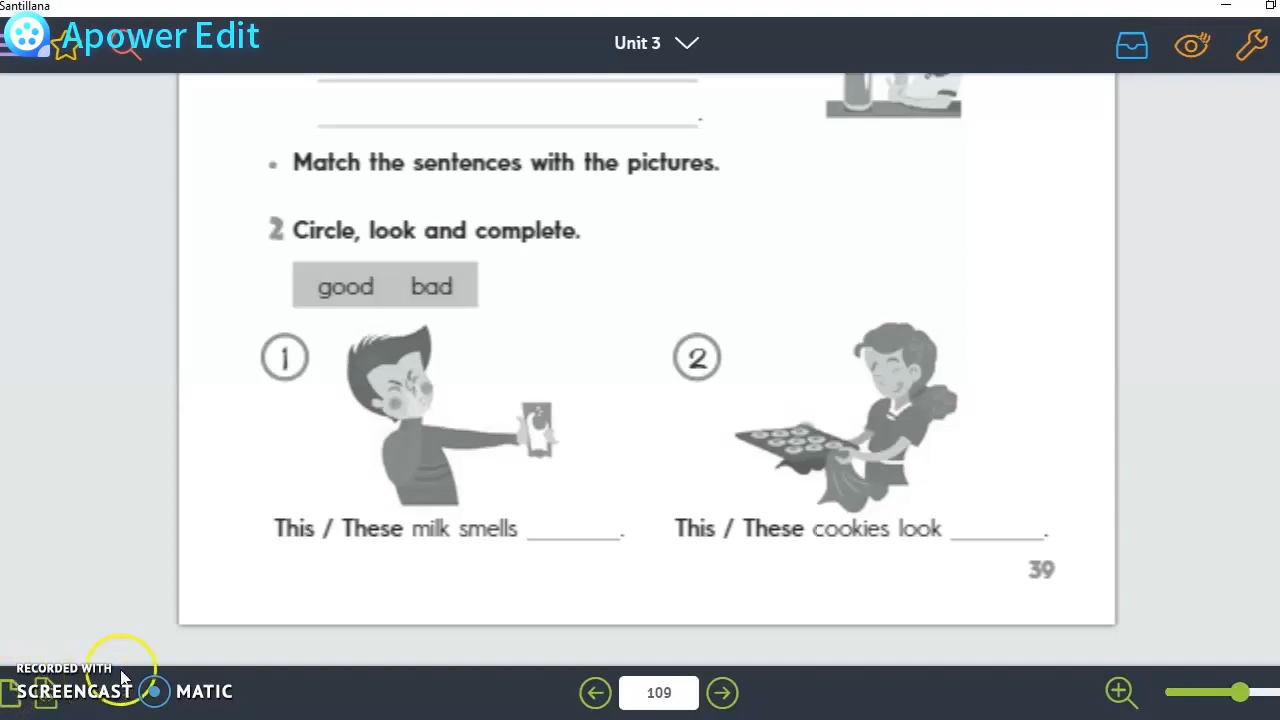 Santillana
Apower Edit
Unit 3
.
• Match the sentences with the pictures.
2 Circle, look and complete.
good bad
1
2
This / These milk smells ________.
This / These cookies look ________.
39
RECORDED WITH
SCREENCAST MATIC
109